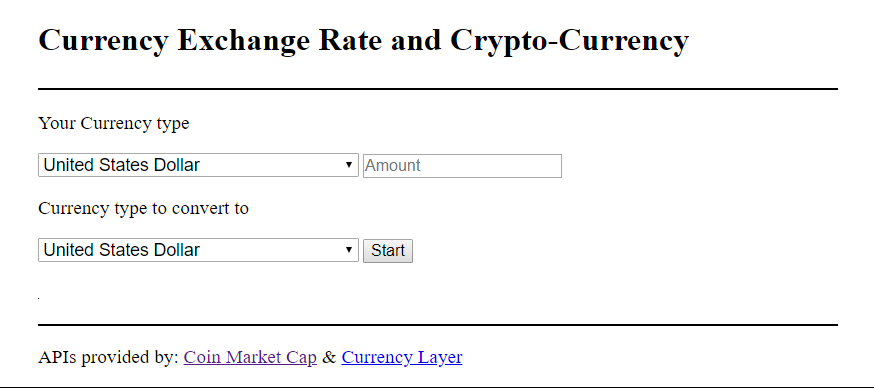 Currency Exchange Rate and Crypto-Currency
Your Currency type
United States Dollar Amount
Currency type to convert to
United States Dollar Start
APIs provided by: Coin Market Cap & Currency Layer